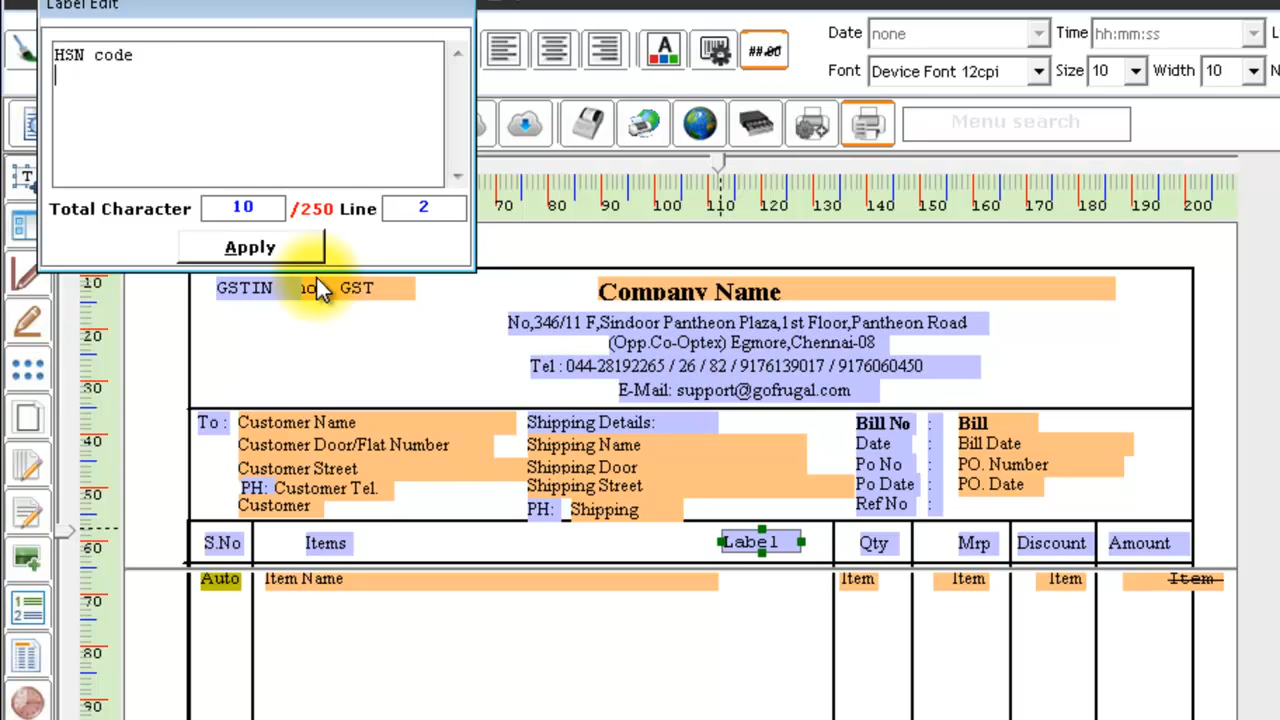 Label Edit
HSN code
Total Character 10 /250 Line 2
Apply
Date none Time hh:mm:ss
Font Device Font 12cpi Size 10 Width 10 N
##.00
Menu search
70 80 90 100 110 120 130 140 150 160 170 180 190 200
10
20
30
40
50
60
70
80
90
GSTIN no GST
Company Name
No,346/11 F,Sindoor Pantheon Plaza,1st Floor,Pantheon Road
(Opp.Co-Optex) Egmore,Chennai-08
Tel : 044-28192265 / 26 / 82 / 9176139017 / 9176060450
E-Mail: support@gofrugal.com
To : Customer Name Shipping Details: Bill No : Bill
Customer Door/Flat Number Shipping Name Date : Bill Date
Customer Street Shipping Door Po No : PO. Number
PH: Customer Tel. Shipping Street Po Date : PO. Date
Customer PH: Shipping Ref No :
S.No Items Label Qty Mrp Discount Amount
Auto Item Name Item Item Item Item